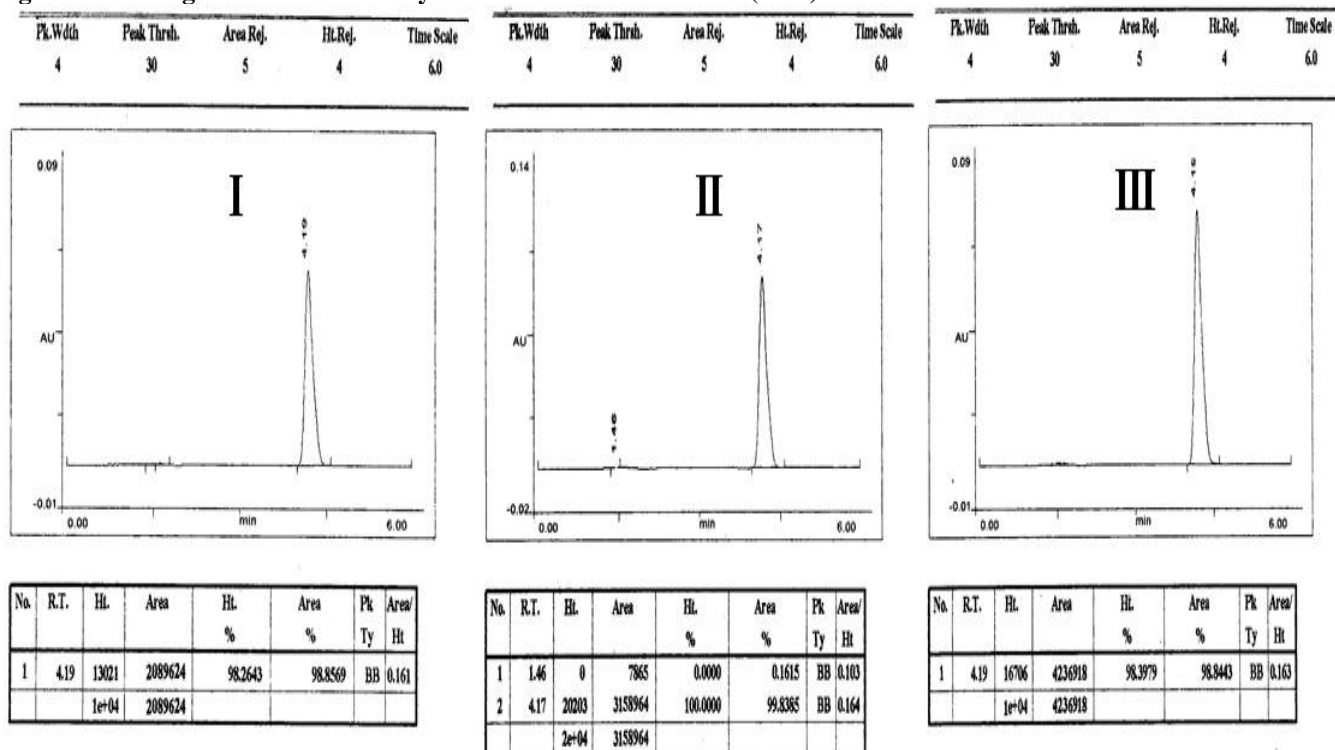 Pk.Wdth Peak Thrsh. Area Rej. Ht.Rej. Time Scale
4 30 5 4 6.0
I
0.09
4.19
AU
-0.01
0.00 min 6.00
No. R.T. Ht. Area Ht. % Area % Pk Ty Area/ Ht
1 4.19 13021 2089624 98.2643 98.8569 BB 0.161
1e+04 2089624
Pk.Wdth Peak Thrsh. Area Rej. Ht.Rej. Time Scale
4 30 5 4 6.0
II
0.14
4.17
AU
1.46
-0.02
0.00 min 6.00
No. R.T. Ht. Area Ht. % Area % Pk Ty Area/ Ht
1 1.46 0 7865 0.0000 0.1615 BB 0.103
2 4.17 20203 3158964 100.0000 99.8385 BB 0.164
2e+04 3158964
Pk.Wdth Peak Thrsh. Area Rej. Ht.Rej. Time Scale
4 30 5 4 6.0
III
0.09
AU
-0.01
0.00 min 6.00
No. R.T. Ht. Area Ht. % Area % Pk Ty Area/ Ht
1 4.19 16706 4236918 98.3979 98.8443 BB 0.163
1e+04 4236918